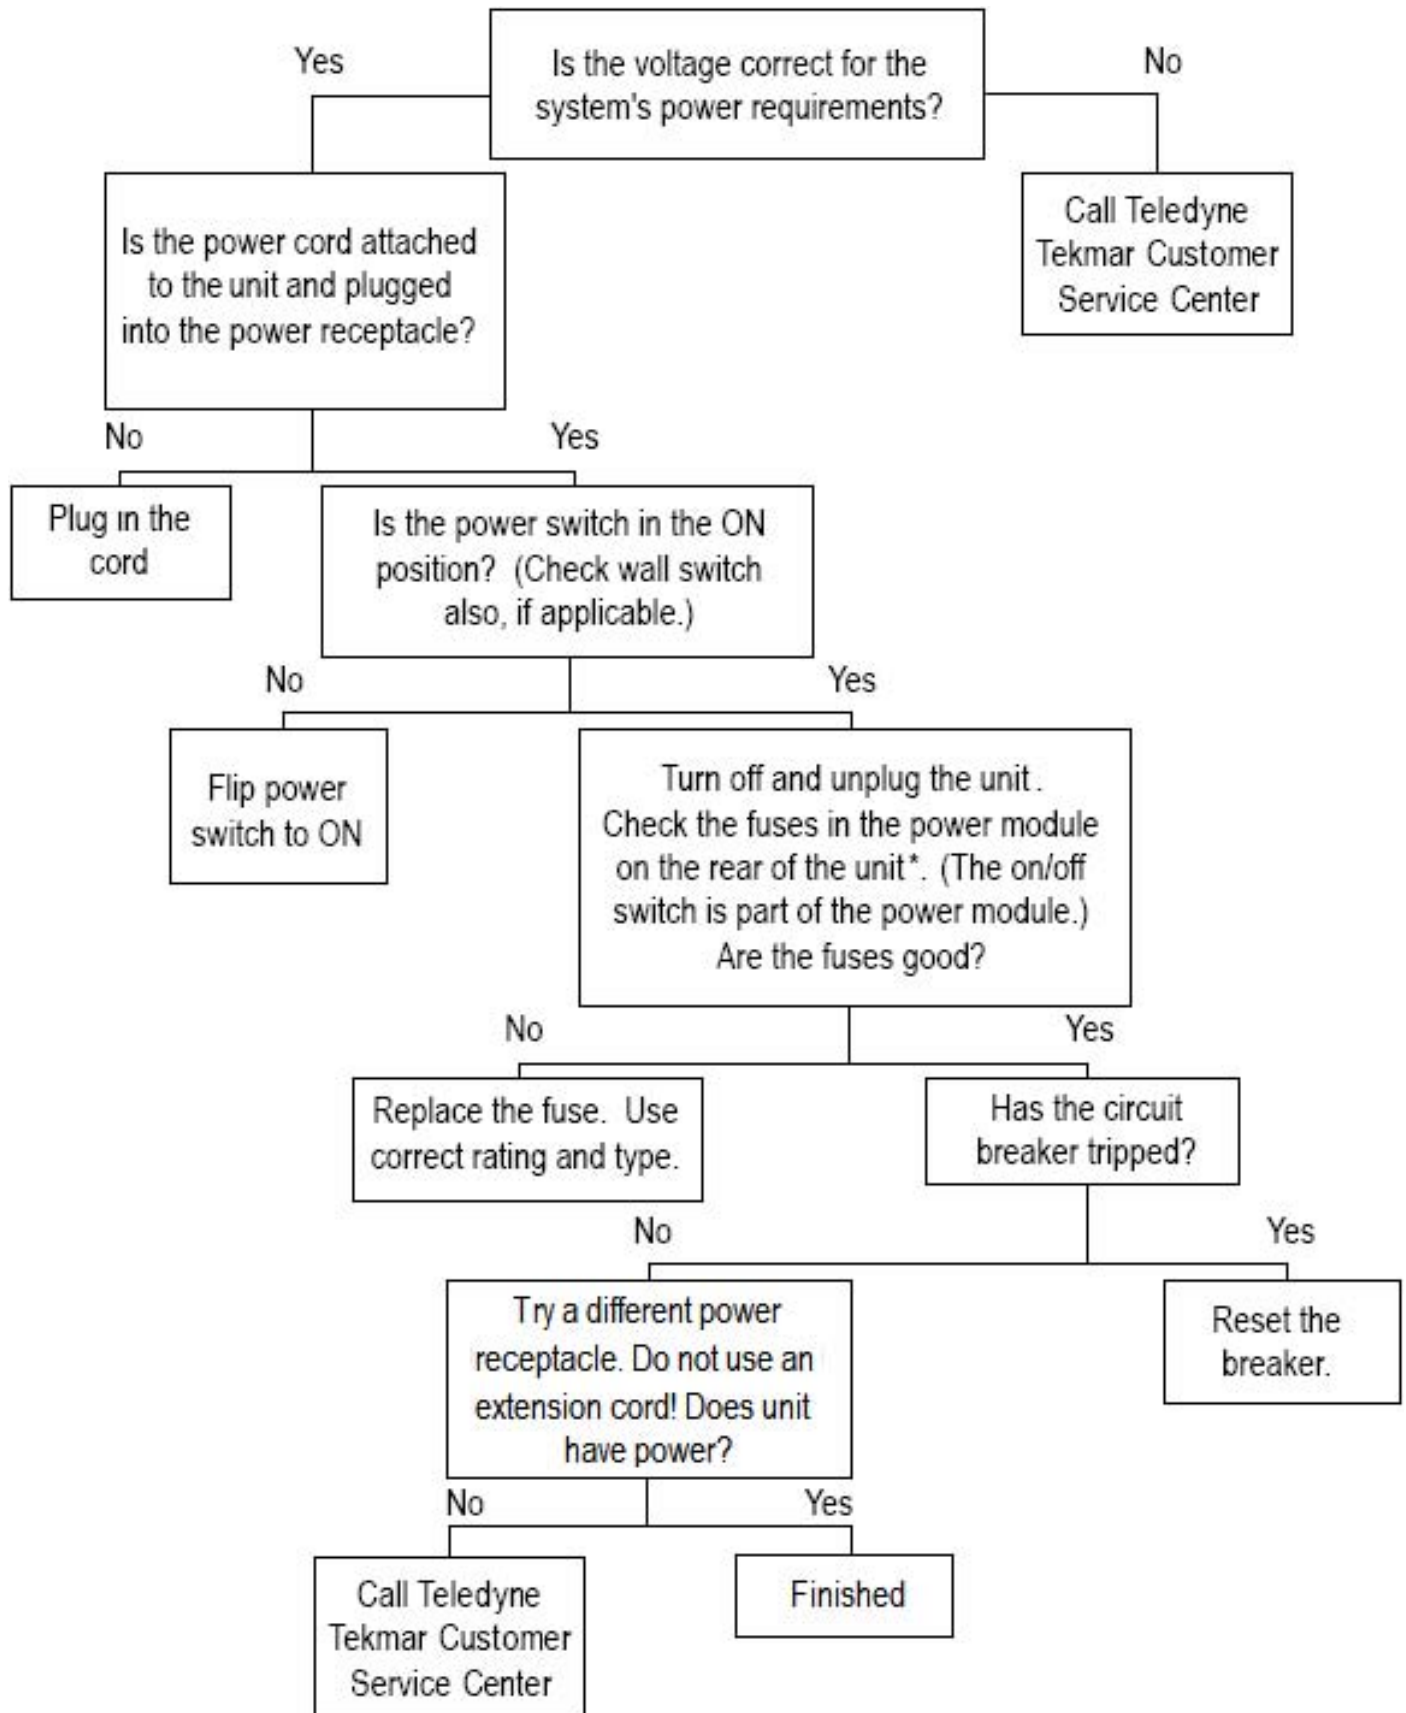 Yes
Is the voltage correct for the
system's power requirements?
No
Is the power cord attached
to the unit and plugged
into the power receptacle?
Call Teledyne
Tekmar Customer
Service Center
No
Yes
Plug in the
cord
Is the power switch in the ON
position? (Check wall switch
also, if applicable.)
No
Yes
Flip power
switch to ON
Turn off and unplug the unit.
Check the fuses in the power module
on the rear of the unit*. (The on/off
switch is part of the power module.)
Are the fuses good?
No
Yes
Replace the fuse. Use
correct rating and type.
Has the circuit
breaker tripped?
No
Yes
Try a different power
receptacle. Do not use an
extension cord! Does unit
have power?
Reset the
breaker.
No
Yes
Call Teledyne
Tekmar Customer
Service Center
Finished